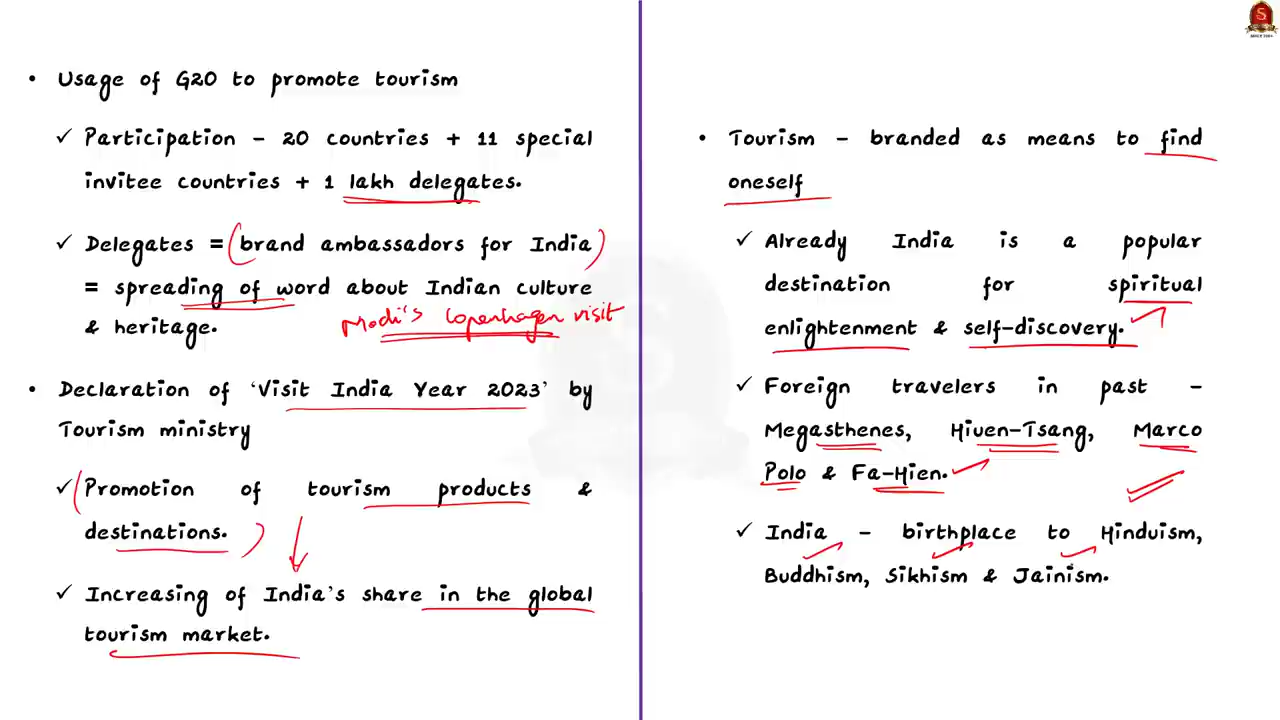 • Usage of G20 to promote tourism
✓ Participation - 20 countries + 11 special
invitee countries + 1 lakh delegates.
✓ Delegates = (brand ambassadors for India)
= spreading of word about Indian culture
& heritage.
Modi's Copenhagen visit
• Declaration of 'Visit India Year 2023' by
Tourism ministry
✓ (Promotion of tourism products &
destinations. )
✓ Increasing of India's share in the global
tourism market.
• Tourism - branded as means to find
oneself
✓ Already India is a popular
destination for spiritual
enlightenment & self-discovery.
✓ Foreign travelers in past -
Megasthenes, Hiuen-Tsang, Marco
Polo & Fa-Hien.
✓ India - birthplace to Hinduism,
Buddhism, Sikhism & Jainism.
S